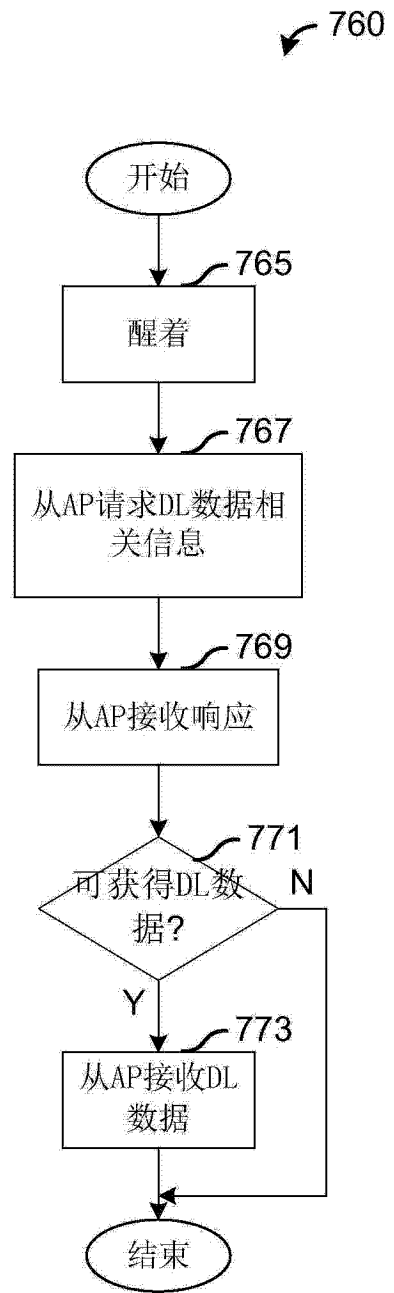 760
开始
765
醒着
767
从AP请求DL数据相
关信息
769
从AP接收响应
771
可获得DL数
据?
N
Y
773
从AP接收DL
数据
结束